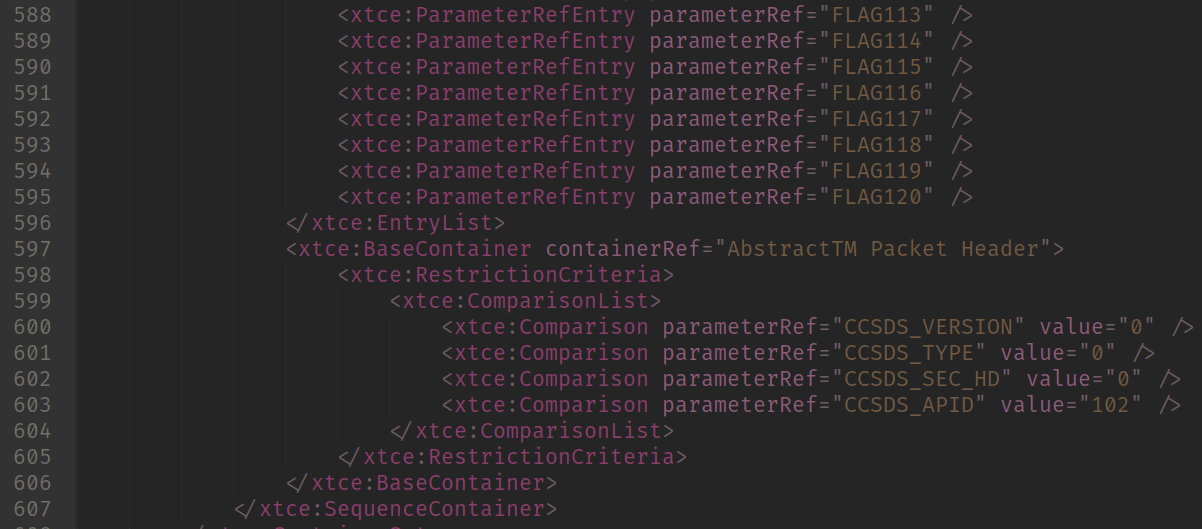 588 <xtce:ParameterRefEntry parameterRef="FLAG113" />
589 <xtce:ParameterRefEntry parameterRef="FLAG114" />
590 <xtce:ParameterRefEntry parameterRef="FLAG115" />
591 <xtce:ParameterRefEntry parameterRef="FLAG116" />
592 <xtce:ParameterRefEntry parameterRef="FLAG117" />
593 <xtce:ParameterRefEntry parameterRef="FLAG118" />
594 <xtce:ParameterRefEntry parameterRef="FLAG119" />
595 <xtce:ParameterRefEntry parameterRef="FLAG120" />
596 </xtce:EntryList>
597 <xtce:BaseContainer containerRef="AbstractTM Packet Header">
598 <xtce:RestrictionCriteria>
599 <xtce:ComparisonList>
600 <xtce:Comparison parameterRef="CCSDS_VERSION" value="0" />
601 <xtce:Comparison parameterRef="CCSDS_TYPE" value="0" />
602 <xtce:Comparison parameterRef="CCSDS_SEC_HD" value="0" />
603 <xtce:Comparison parameterRef="CCSDS_APID" value="102" />
604 </xtce:ComparisonList>
605 </xtce:RestrictionCriteria>
606 </xtce:BaseContainer>
607 </xtce:SequenceContainer>